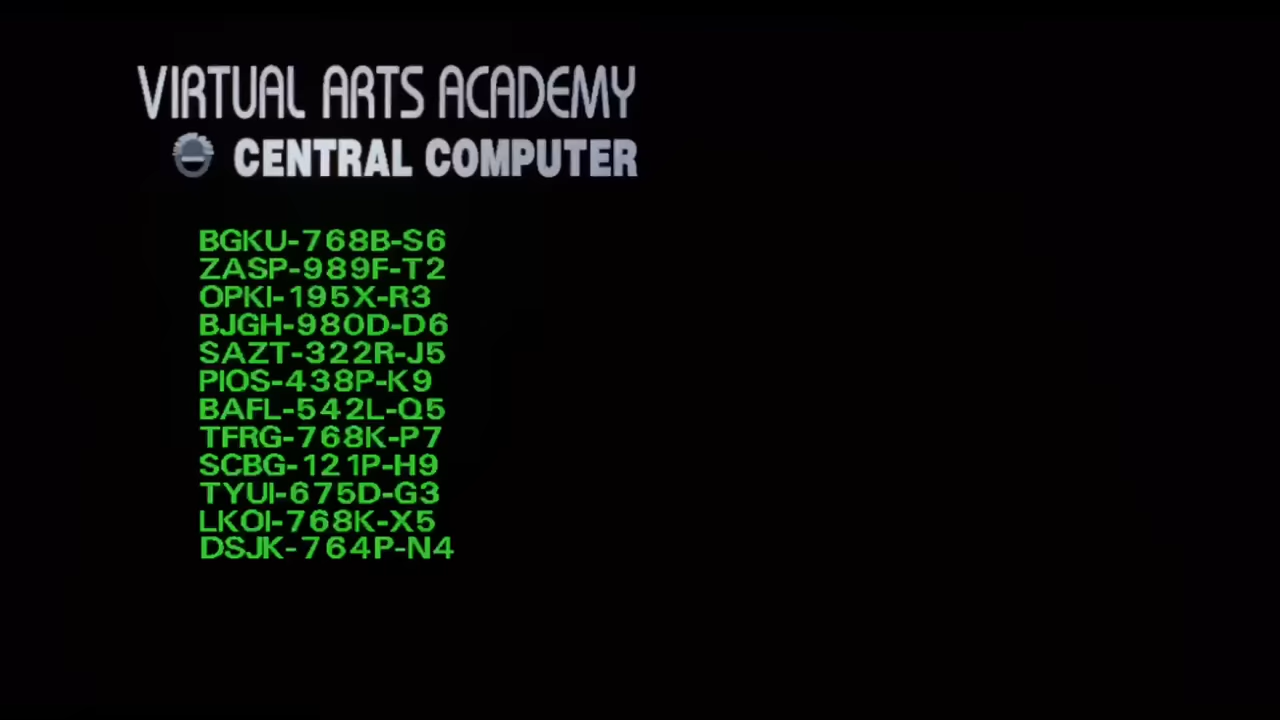 VIRTUAL ARTS ACADEMY
CENTRAL COMPUTER
BGKU-768B-S6
ZASP-989F-T2
OPKI-195X-R3
BJGH-980D-D6
SAZT-322R-J5
PIOS-438P-K9
BAFL-542L-Q5
TFRG-768K-P7
SCBG-121P-H9
TYUI-675D-G3
LKOI-768K-X5
DSJK-764P-N4